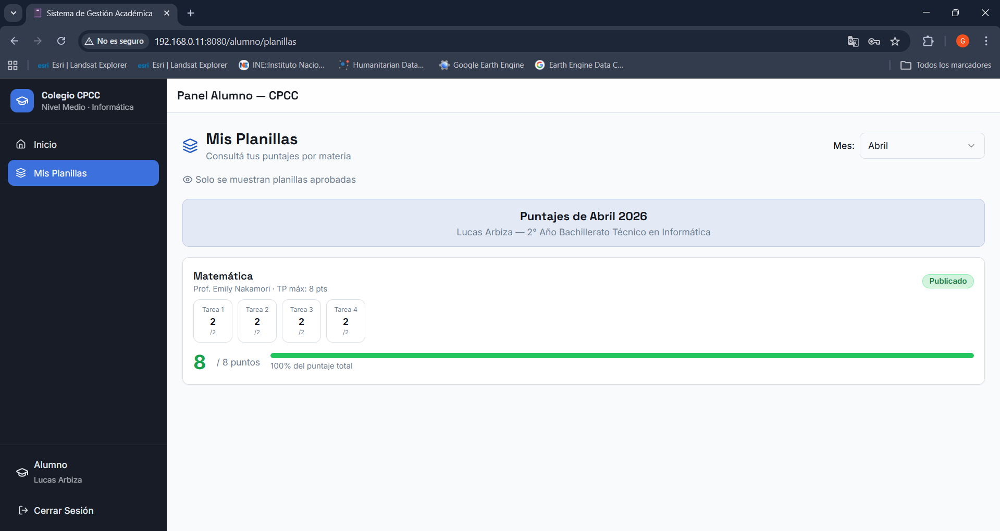 Sistema de Gestión Académica
No es seguro
192.168.0.11:8080/alumno/planillas
G
esri Esri | Landsat Explorer
esri Esri | Landsat Explorer
NE INE::Instituto Nacio...
Humanitarian Data...
Google Earth Engine
G Earth Engine Data C...
Todos los marcadores
Colegio CPCC
Nivel Medio · Informática
Inicio
Mis Planillas
Alumno
Lucas Arbiza
Cerrar Sesión
Panel Alumno — CPCC
Mis Planillas
Consultá tus puntajes por materia
Mes: Abril
Solo se muestran planillas aprobadas
Puntajes de Abril 2026
Lucas Arbiza — 2° Año Bachillerato Técnico en Informática
Matemática
Prof. Emily Nakamori · TP máx: 8 pts
Publicado
Tarea 1
2
/2
Tarea 2
2
/2
Tarea 3
2
/2
Tarea 4
2
/2
8 / 8 puntos
100% del puntaje total